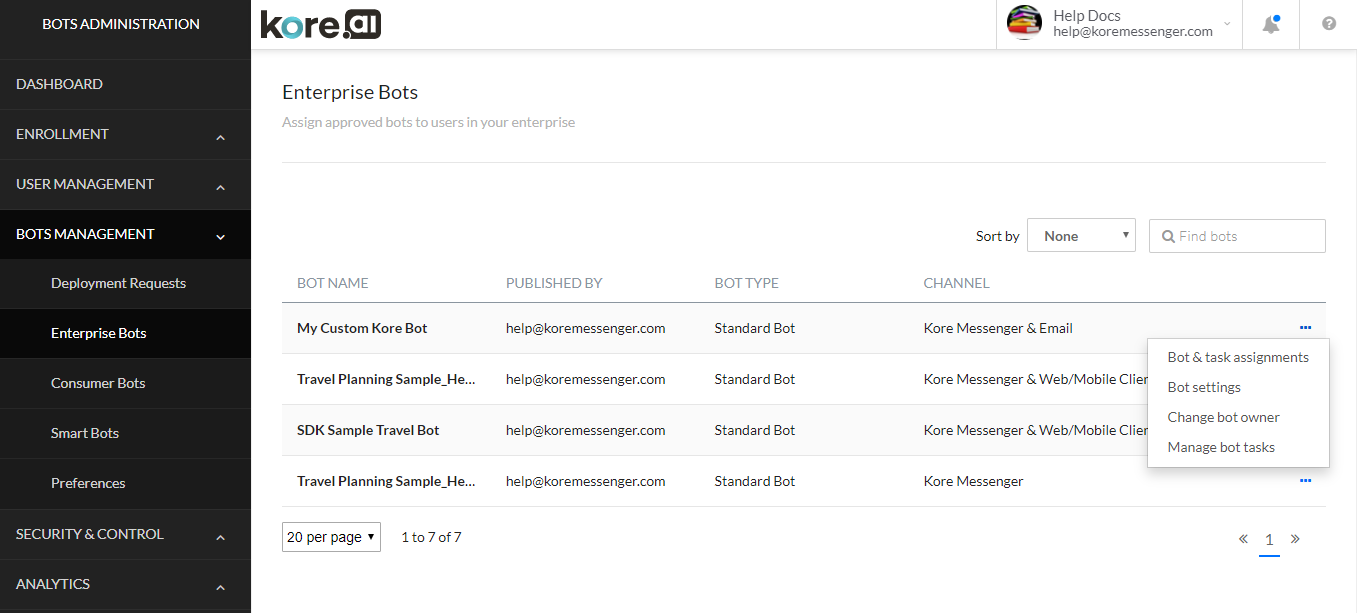 BOTS ADMINISTRATION
kore.ai
Help Docs
help@koremessenger.com
?
DASHBOARD
ENROLLMENT
USER MANAGEMENT
BOTS MANAGEMENT
Deployment Requests
Enterprise Bots
Consumer Bots
Smart Bots
Preferences
SECURITY & CONTROL
ANALYTICS
Enterprise Bots
Assign approved bots to users in your enterprise
Sort by None Find bots
BOT NAME PUBLISHED BY BOT TYPE CHANNEL
My Custom Kore Bot help@koremessenger.com Standard Bot Kore Messenger & Email ...
Travel Planning Sample_He... help@koremessenger.com Standard Bot Kore Messenger & Web/Mobile Clier
SDK Sample Travel Bot help@koremessenger.com Standard Bot Kore Messenger & Web/Mobile Clier
Travel Planning Sample_He... help@koremessenger.com Standard Bot Kore Messenger ...
Bot & task assignments
Bot settings
Change bot owner
Manage bot tasks
20 per page 1 to 7 of 7 « 1 »